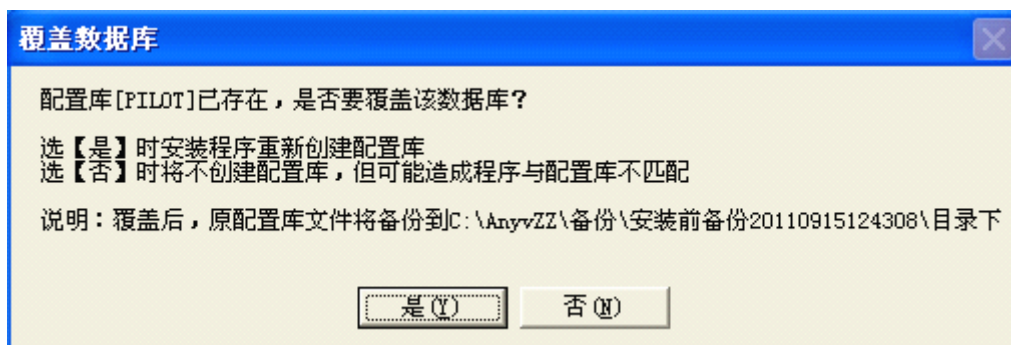 覆盖数据库
配置库[PILOT]已存在，是否要覆盖该数据库?
选【是】时安装程序重新创建配置库
选【否】时将不创建配置库，但可能造成程序与配置库不匹配
说明：覆盖后，原配置库文件将备份到C:\AnyvZZ\备份\安装前备份20110915124308\目录下
是(Y)
否(N)